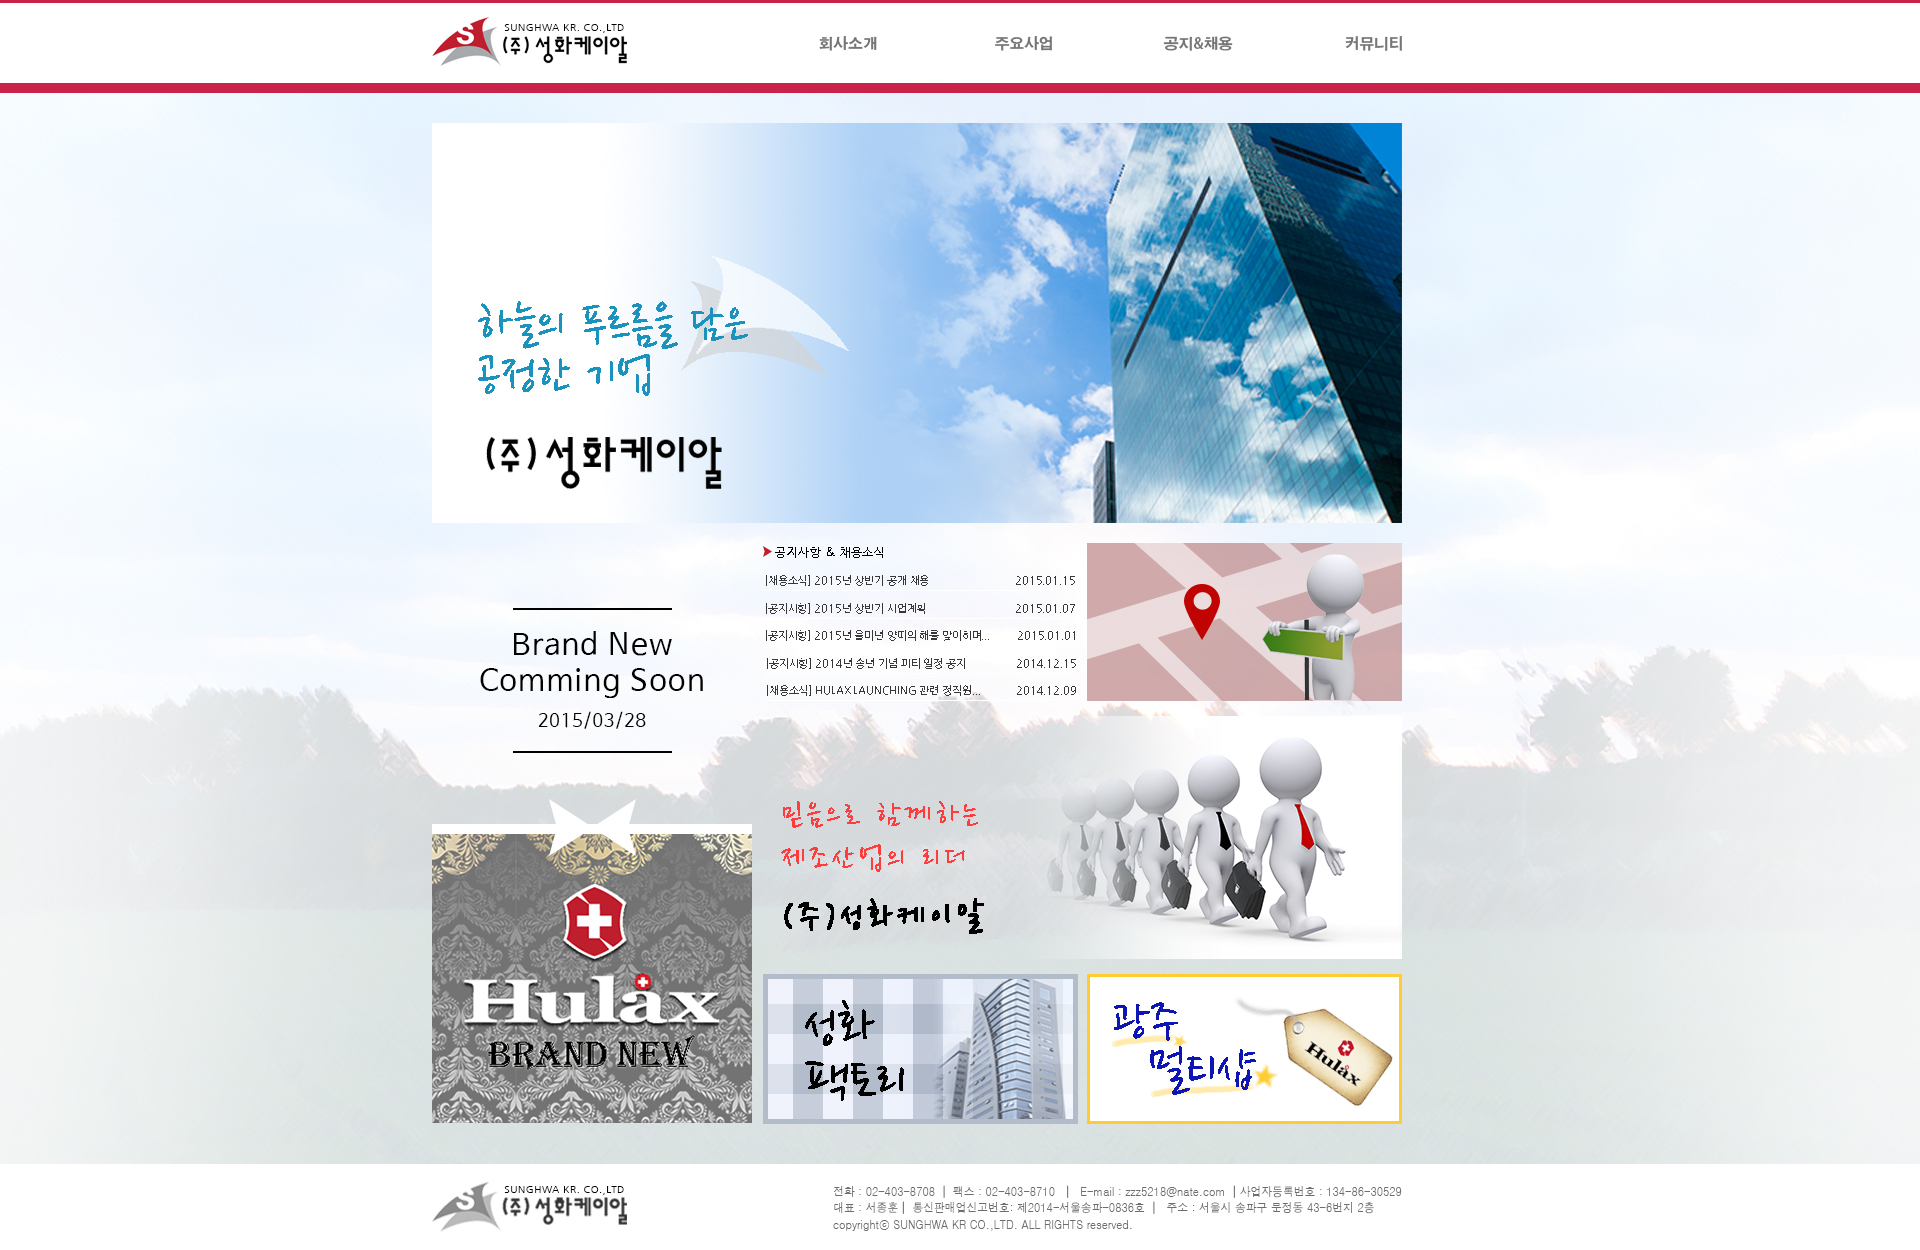 SUNGHWA KR. CO.,LTD
(주)성화케이알
회사소개
주요사업
공지&채용
커뮤니티
하늘의 푸르름을 담은
공정한 기업
(주)성화케이알
공지사항 & 채용소식
[채용소식] 2015년 상반기 공개 채용 2015.01.15
[공지사항] 2015년 상반기 사업계획 2015.01.07
[공지사항] 2015년 을미년 양띠의 해를 맞이하며... 2015.01.01
[공지사항] 2014년 송년 기념 파티 일정 공지 2014.12.15
[채용소식] HULAX LAUNCHING 관련 정직원... 2014.12.09
Brand New
Comming Soon
2015/03/28
믿음으로 함께하는
제조산업의 리더
(주)성화케이알
Hulax
BRAND NEW
성화
팩토리
광주
멀티샵
Hulax
SUNGHWA KR. CO.,LTD
(주)성화케이알
전화 : 02-403-8708 | 팩스 : 02-403-8710 | E-mail : zzz5218@nate.com | 사업자등록번호 : 134-86-30529
대표 : 서종훈 | 통신판매업신고번호: 제2014-서울송파-0836호 | 주소 : 서울시 송파구 문정동 43-6번지 2층
copyrightⓒ SUNGHWA KR CO.,LTD. ALL RIGHTS reserved.